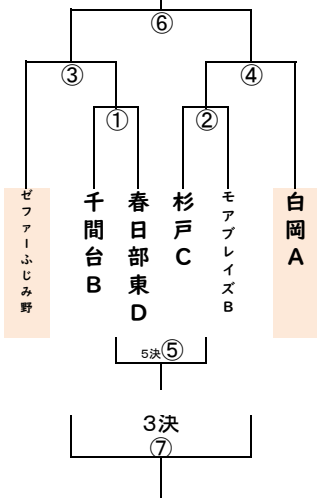 ⑥
③
④
①
②
ゼファーふじみ野
千間台B
春日部東D
杉戸C
モアブレイズB
白岡A
5決⑤
3決
⑦